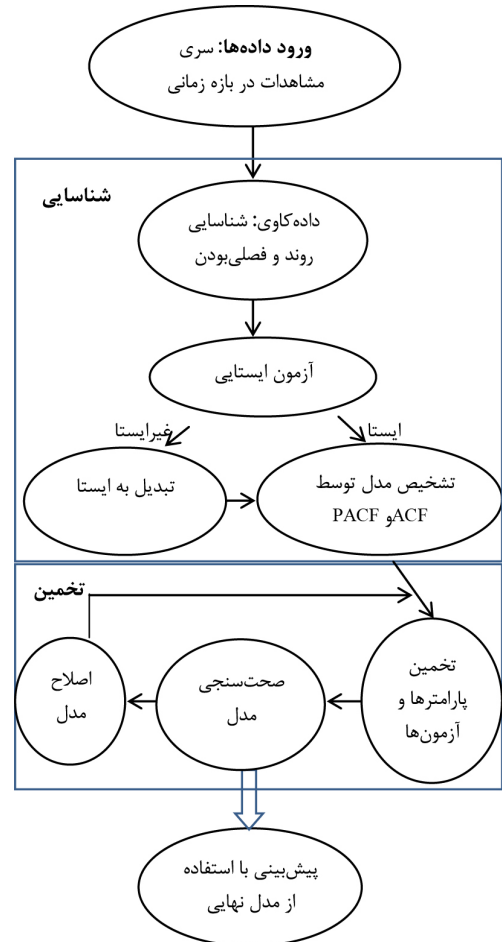 ورود داده‌ها: سری
مشاهدات در بازه زمانی
شناسایی
داده‌کاوی: شناسایی
روند و فصلی‌بودن
آزمون ایستایی
ایستا
غیرایستا
تشخیص مدل توسط
ACF و PACF
تبدیل به ایستا
تخمین
تخمین
پارامترها و
آزمون‌ها
صحت‌سنجی
مدل
اصلاح
مدل
پیش‌بینی با استفاده
از مدل نهایی